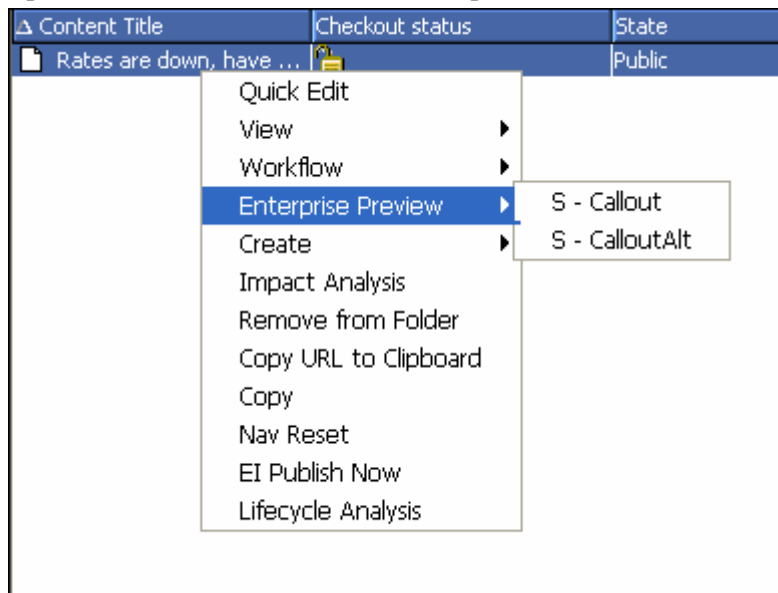 Content Title Checkout status State
Rates are down, have ... Public
Quick Edit
View
Workflow
Enterprise Preview S - Callout
Create S - CalloutAlt
Impact Analysis
Remove from Folder
Copy URL to Clipboard
Copy
Nav Reset
EI Publish Now
Lifecycle Analysis